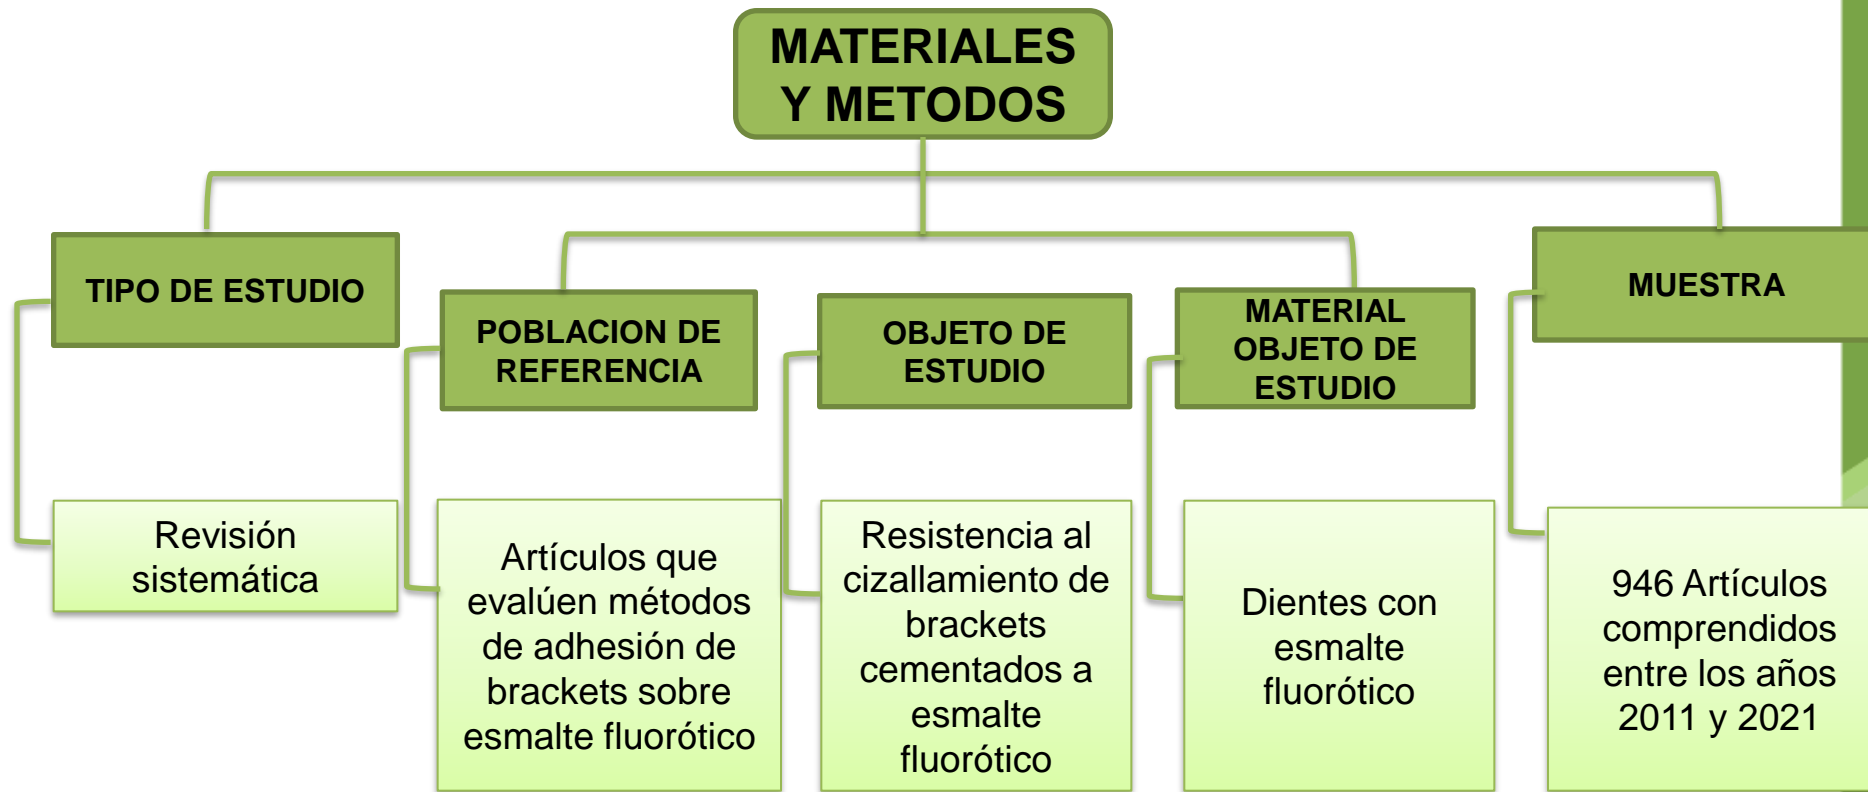 MATERIALES
Y METODOS
TIPO DE ESTUDIO
POBLACION DE
REFERENCIA
OBJETO DE
ESTUDIO
MATERIAL
OBJETO DE
ESTUDIO
MUESTRA
Revisión
sistemática
Artículos que
evalúen métodos
de adhesión de
brackets sobre
esmalte fluorótico
Resistencia al
cizallamiento de
brackets
cementados a
esmalte
fluorótico
Dientes con
esmalte
fluorótico
946 Artículos
comprendidos
entre los años
2011 y 2021